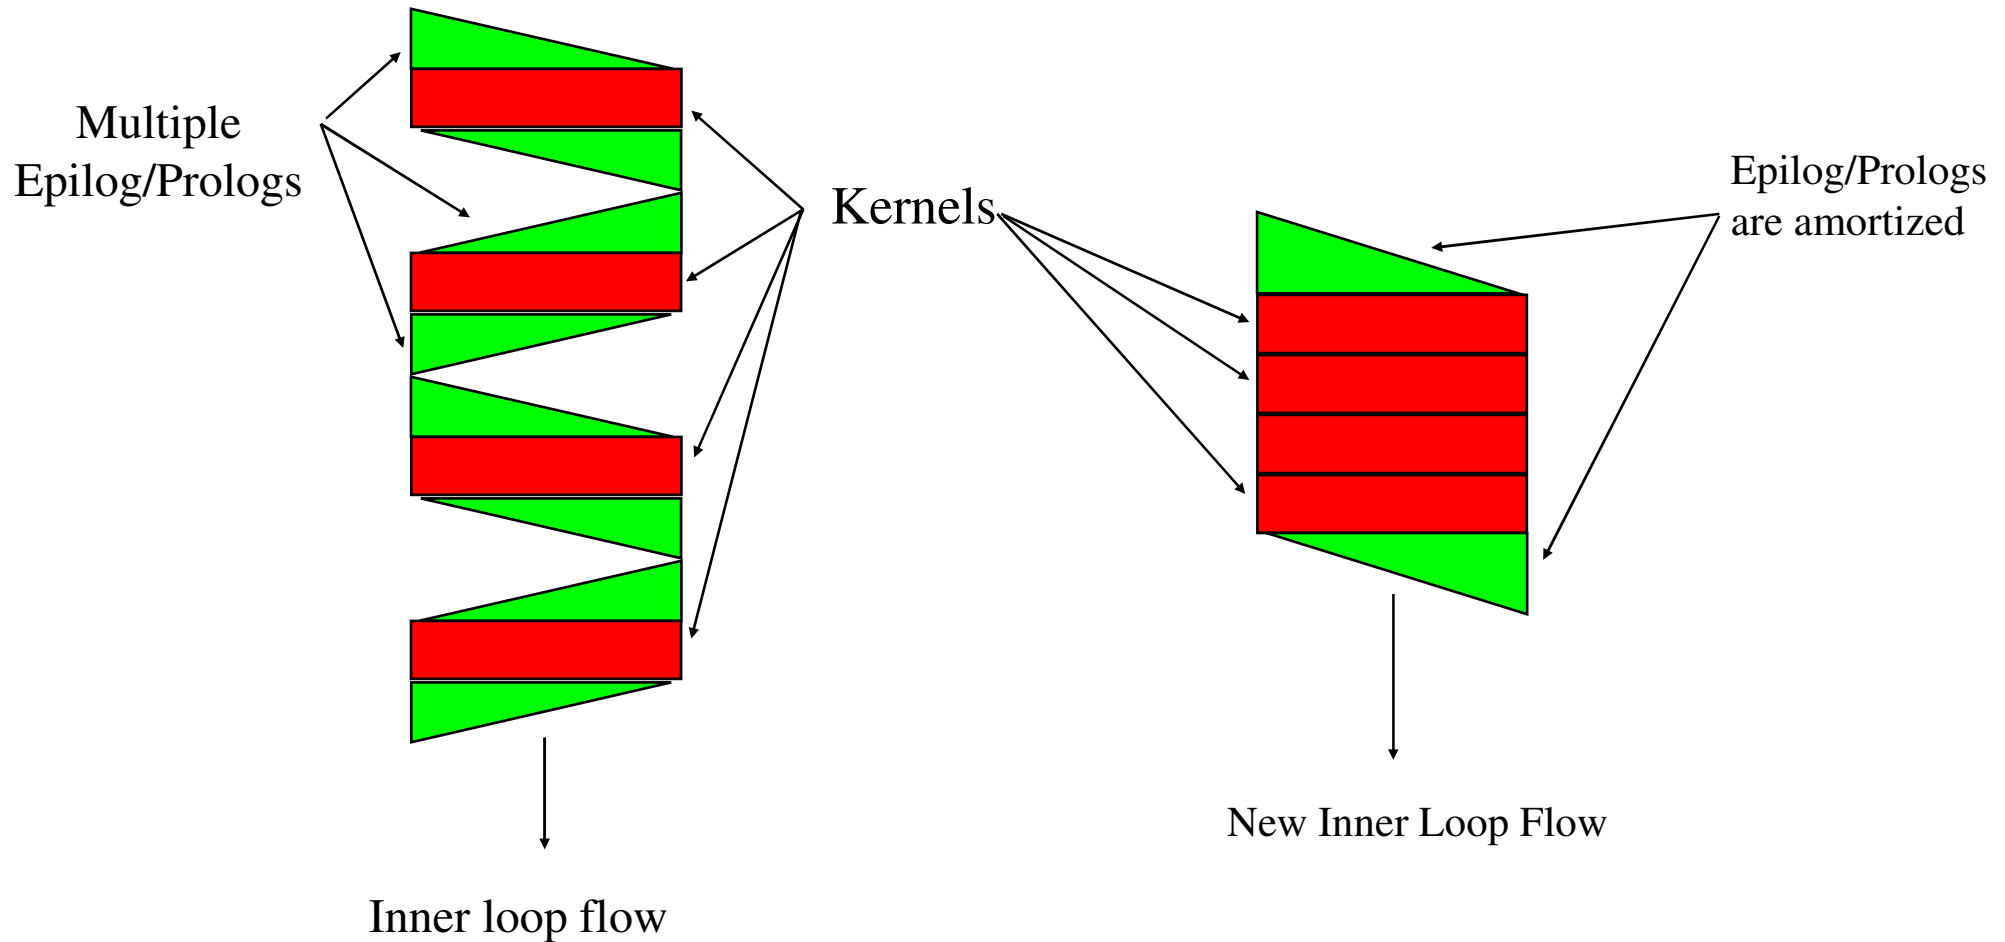 Multiple
Epilog/Prologs
Kernels
Epilog/Prologs
are amortized
New Inner Loop Flow
Inner loop flow